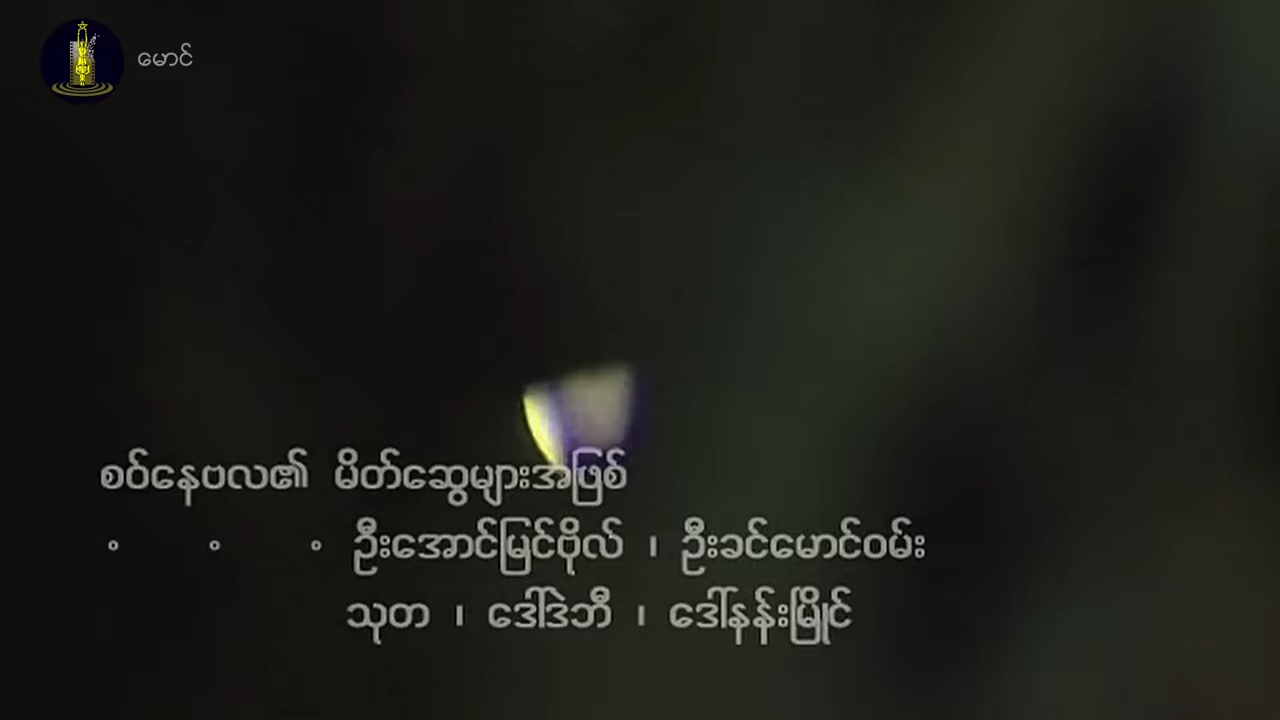 မောင်
စဝ်နေဗလ၏ မိတ်ဆွေများအဖြစ်
° ° ° ဦးအောင်မြင်ဗိုလ် ၊ ဦးခင်မောင်ဝမ်း
သုတ ၊ ဒေါ်ဒဲဘီ ၊ ဒေါ်နန်းမြိုင်